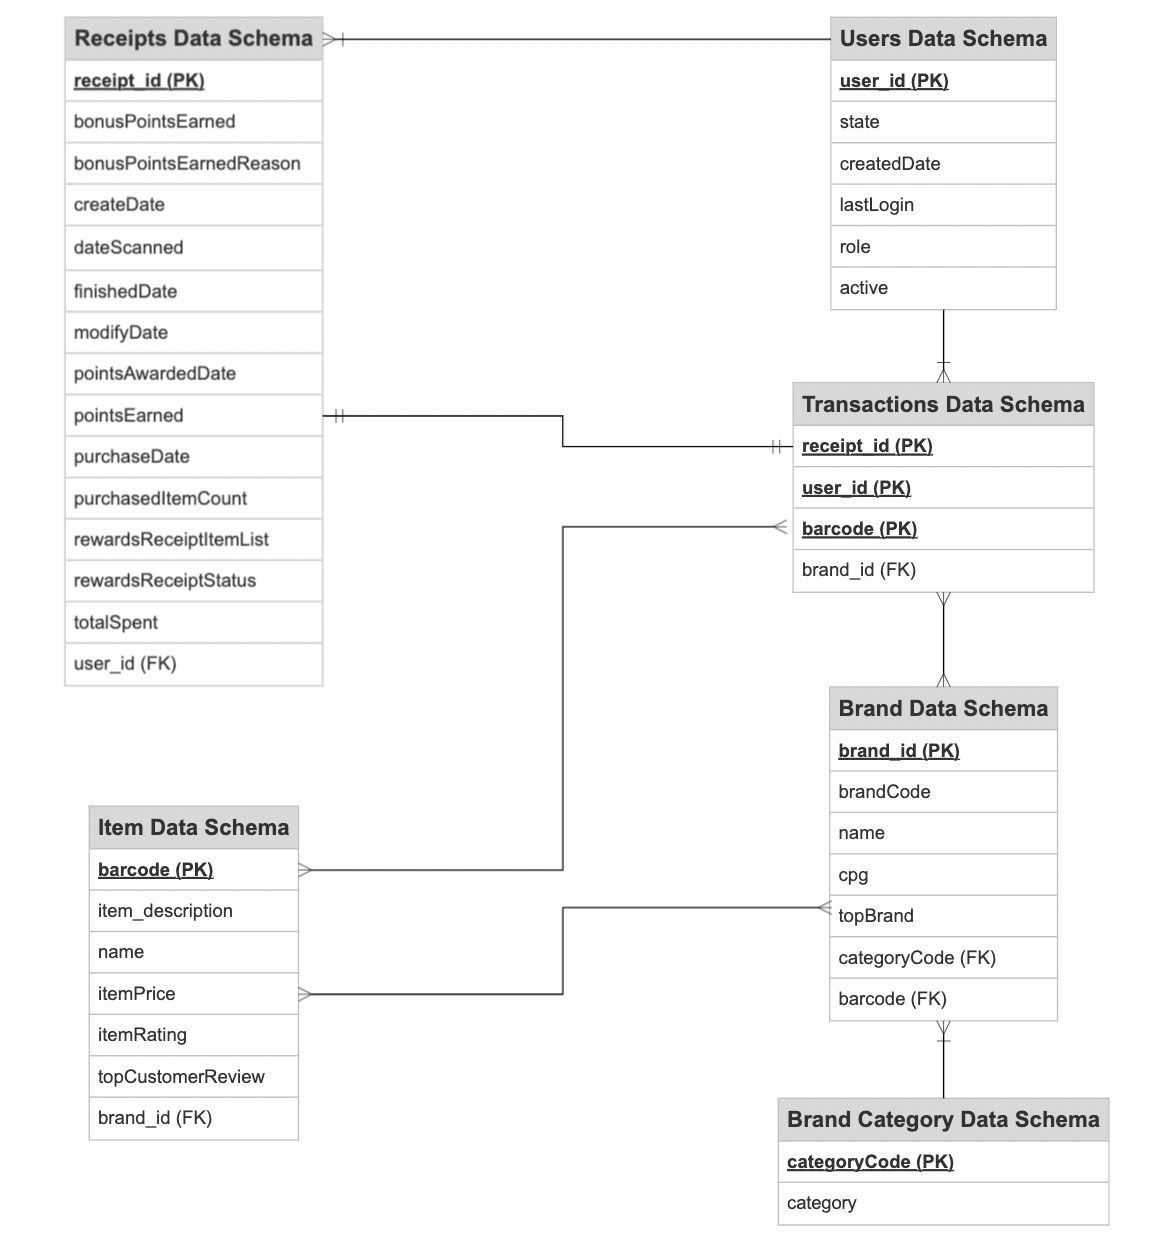 Receipts Data Schema
receipt_id (PK)
bonusPointsEarned
bonusPointsEarnedReason
createDate
dateScanned
finishedDate
modifyDate
pointsAwardedDate
pointsEarned
purchaseDate
purchasedItemCount
rewardsReceiptItemList
rewardsReceiptStatus
totalSpent
user_id (FK)
Users Data Schema
user_id (PK)
state
createdDate
lastLogin
role
active
Transactions Data Schema
receipt_id (PK)
user_id (PK)
barcode (PK)
brand_id (FK)
Brand Data Schema
brand_id (PK)
brandCode
name
cpg
topBrand
categoryCode (FK)
barcode (FK)
Item Data Schema
barcode (PK)
item_description
name
itemPrice
itemRating
topCustomerReview
brand_id (FK)
Brand Category Data Schema
categoryCode (PK)
category